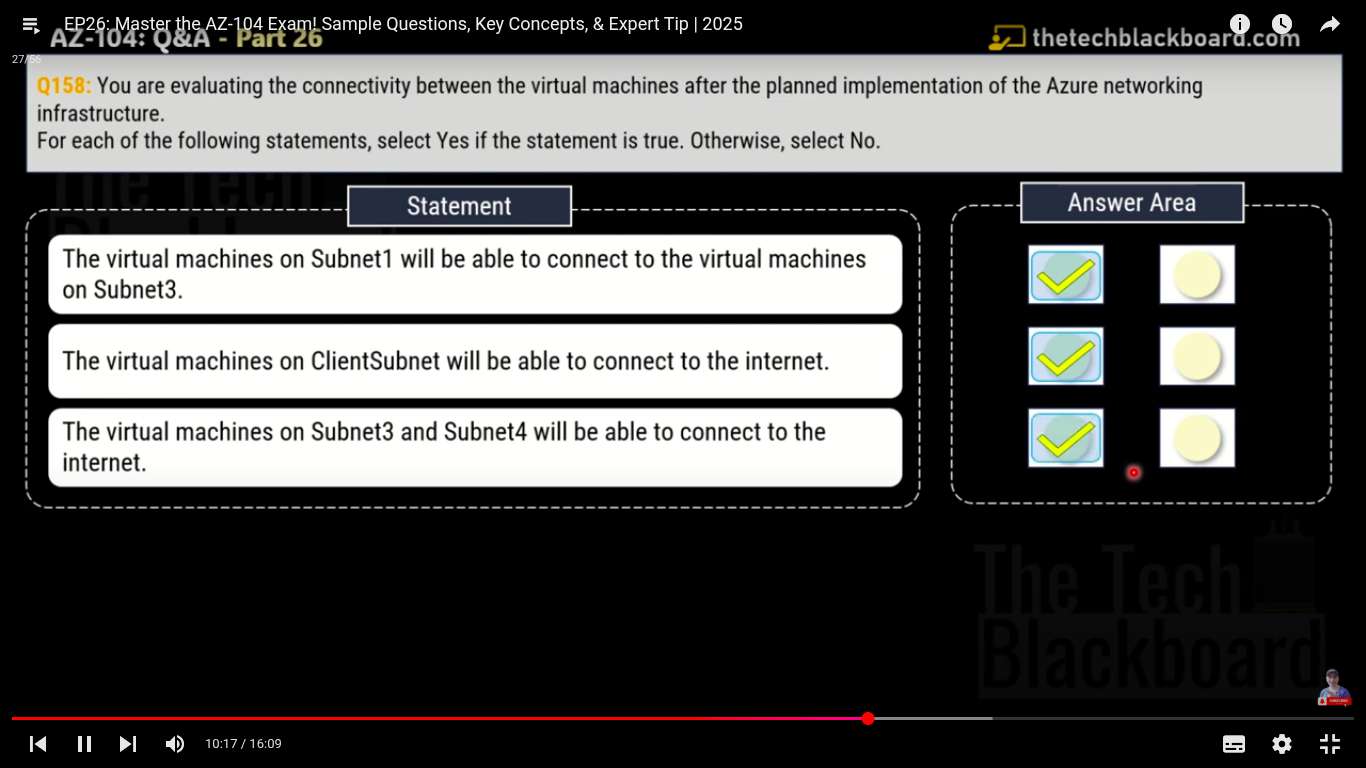 EP26: Master the AZ-104 Exam! Sample Questions, Key Concepts, & Expert Tip | 2025
AZ-104: Q&A - Part 26
thetechblackboard.com
27/56
Q158: You are evaluating the connectivity between the virtual machines after the planned implementation of the Azure networking
infrastructure.
For each of the following statements, select Yes if the statement is true. Otherwise, select No.
Statement
Answer Area
The virtual machines on Subnet1 will be able to connect to the virtual machines
on Subnet3.
The virtual machines on ClientSubnet will be able to connect to the internet.
The virtual machines on Subnet3 and Subnet4 will be able to connect to the
internet.
The Tech
Blackboard
10:17 / 16:09